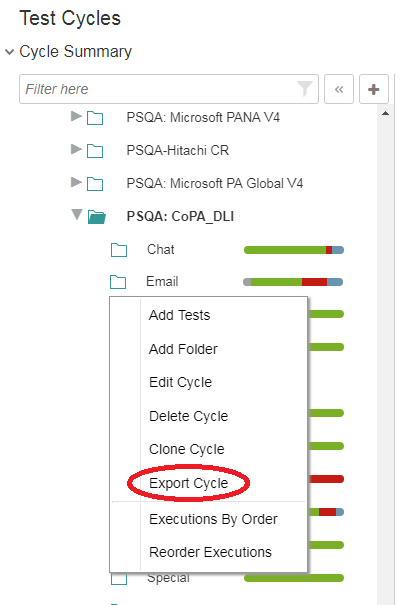 Test Cycles
Cycle Summary
Filter here
PSQA: Microsoft PANA V4
PSQA-Hitachi CR
PSQA: Microsoft PA Global V4
PSQA: CoPA_DLI
Chat
Email
Add Tests
Add Folder
Edit Cycle
Delete Cycle
Clone Cycle
Export Cycle
Executions By Order
Reorder Executions
Special